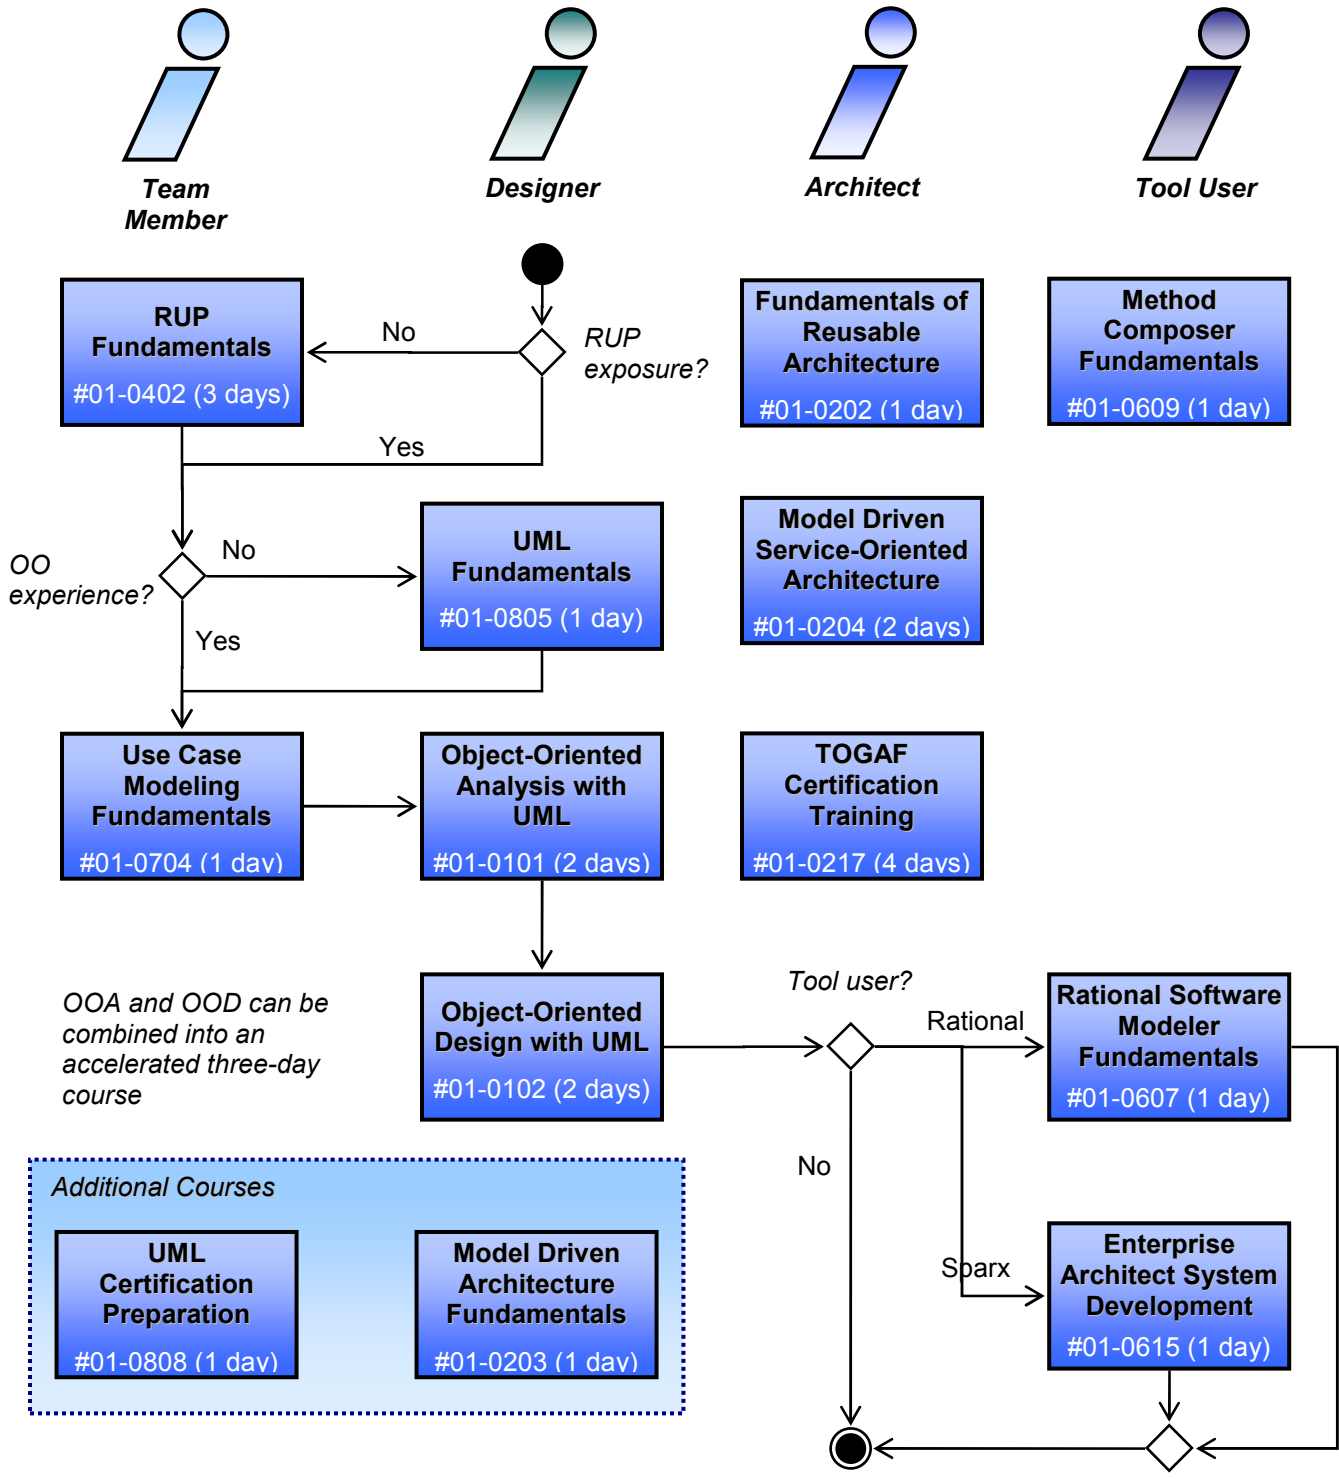 Team
Member
Designer
Architect
Tool User
RUP
Fundamentals
#01-0402 (3 days)
No
RUP
exposure?
Fundamentals of
Reusable
Architecture
#01-0202 (1 day)
Method
Composer
Fundamentals
#01-0609 (1 day)
Yes
OO
experience?
No
UML
Fundamentals
#01-0805 (1 day)
Model Driven
Service-Oriented
Architecture
#01-0204 (2 days)
Yes
Use Case
Modeling
Fundamentals
#01-0704 (1 day)
Object-Oriented
Analysis with
UML
#01-0101 (2 days)
TOGAF
Certification
Training
#01-0217 (4 days)
OOA and OOD can be
combined into an
accelerated three-day
course
Object-Oriented
Design with UML
#01-0102 (2 days)
Tool user?
Rational
Rational Software
Modeler
Fundamentals
#01-0607 (1 day)
No
Sparx
Enterprise
Architect System
Development
#01-0615 (1 day)
Additional Courses
UML
Certification
Preparation
#01-0808 (1 day)
Model Driven
Architecture
Fundamentals
#01-0203 (1 day)